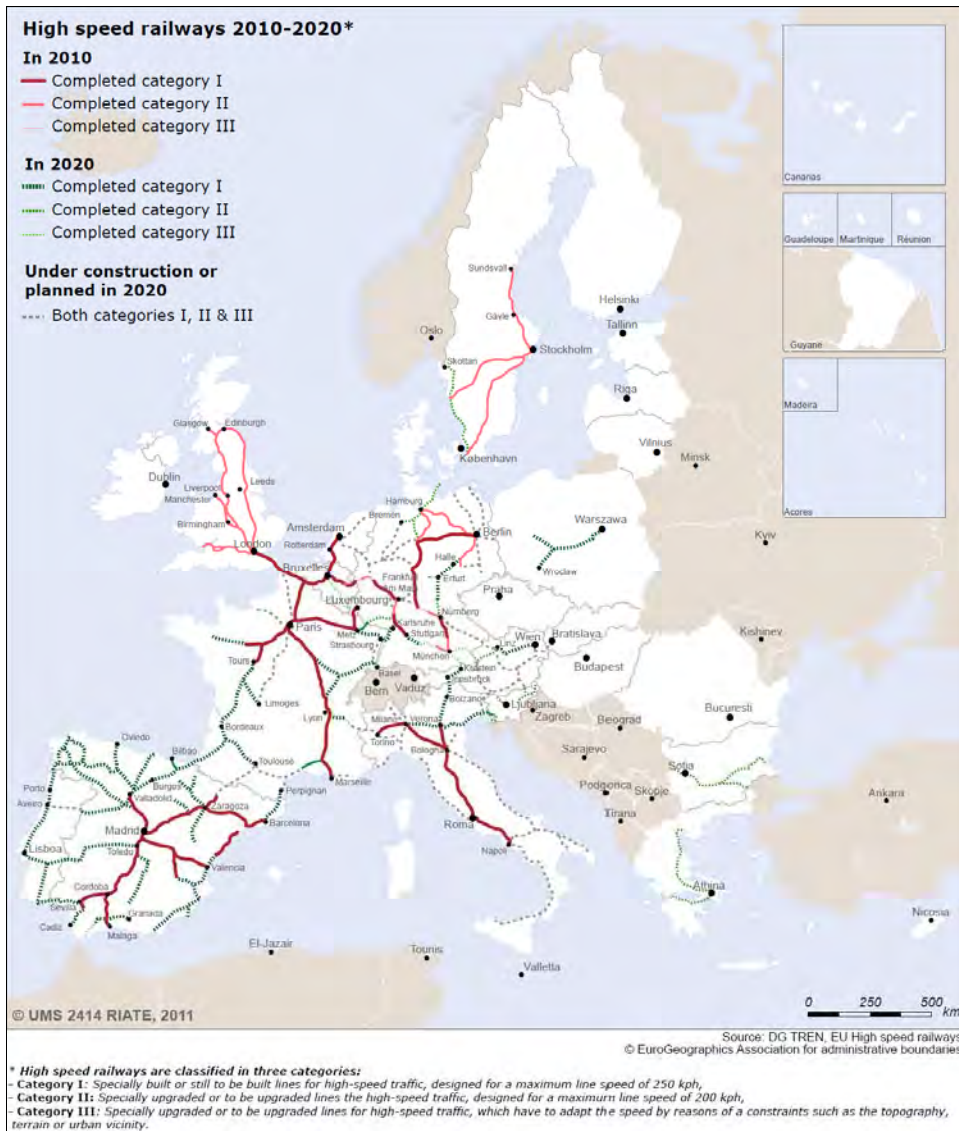 High speed railways 2010-2020*
In 2010
Completed category I
Completed category II
Completed category III
In 2020
Completed category I
Completed category II
Completed category III
Under construction or
planned in 2020
Both categories I, II & III
Canarias
Guadeloupe
Martinique
Réunion
Guyane
Madeira
Acores
Sundsvall
Gävle
Helsinki
Tallinn
Oslo
Stockholm
Skottan
Riga
Glasgow
Edinburgh
København
Vilnius
Minsk
Dublin
Liverpool
Leeds
Manchester
Hamburg
Bremen
Birmingham
Amsterdam
Berlin
Warszawa
Kyiv
London
Rotterdam
Bruxelles
Halle
Wroclaw
Frankfurt
am Main
Erfurt
Praha
Luxembourg
Nürnberg
Paris
Karlsruhe
Metz
Stuttgart
Strasbourg
Linz
Wien
Bratislava
Kishinev
München
Budapest
Tours
Basel
Kufstein
Innsbrück
Bern
Vaduz
Limoges
Bolzano
Ljubljana
Lyon
Milano
Verona
Zagreb
Bucuresti
Bordeaux
Torino
Beograd
Oviedo
Bologna
Bilbao
Toulouse
Sarajevo
Sofia
Porto
Burgos
Perpignan
Marseille
Podgorica
Skopje
Ankara
Aveiro
Valladolid
Zaragoza
Barcelona
Roma
Tirana
Madrid
Lisboa
Toledo
Napoli
Valencia
Cordoba
Athina
Sevilla
Granada
Cadiz
Malaga
Nicosia
El-Jazair
Tounis
Valletta
0 250 500
km
© UMS 2414 RIATE, 2011
Source: DG TREN, EU High speed railways
© EuroGeographics Association for administrative boundaries
* High speed railways are classified in three categories:
- Category I: Specially built or still to be built lines for high-speed traffic, designed for a maximum line speed of 250 kph,
- Category II: Specially upgraded or to be upgraded lines the high-speed traffic, designed for a maximum line speed of 200 kph,
- Category III: Specially upgraded or to be upgraded lines for high-speed traffic, which have to adapt the speed by reasons of a constraints such as the topography,
terrain or urban vicinity.